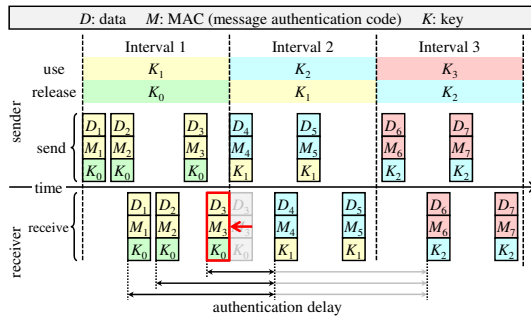 D: data M: MAC (message authentication code) K: key
Interval 1 Interval 2 Interval 3
use K₁ K₂ K₃
release K₀ K₁ K₂
sender
send
D₁ D₂ D₃ D₄ D₅ D₆ D₇
M₁ M₂ M₃ M₄ M₅ M₆ M₇
K₀ K₀ K₀ K₁ K₁ K₂ K₂
time
receiver
receive
D₁ D₂ D₃ D₃ D₄ D₅ D₆ D₇
M₁ M₂ M₃ M₄ M₅ M₆ M₇
K₀ K₀ K₀ K₀ K₁ K₁ K₂ K₂
authentication delay